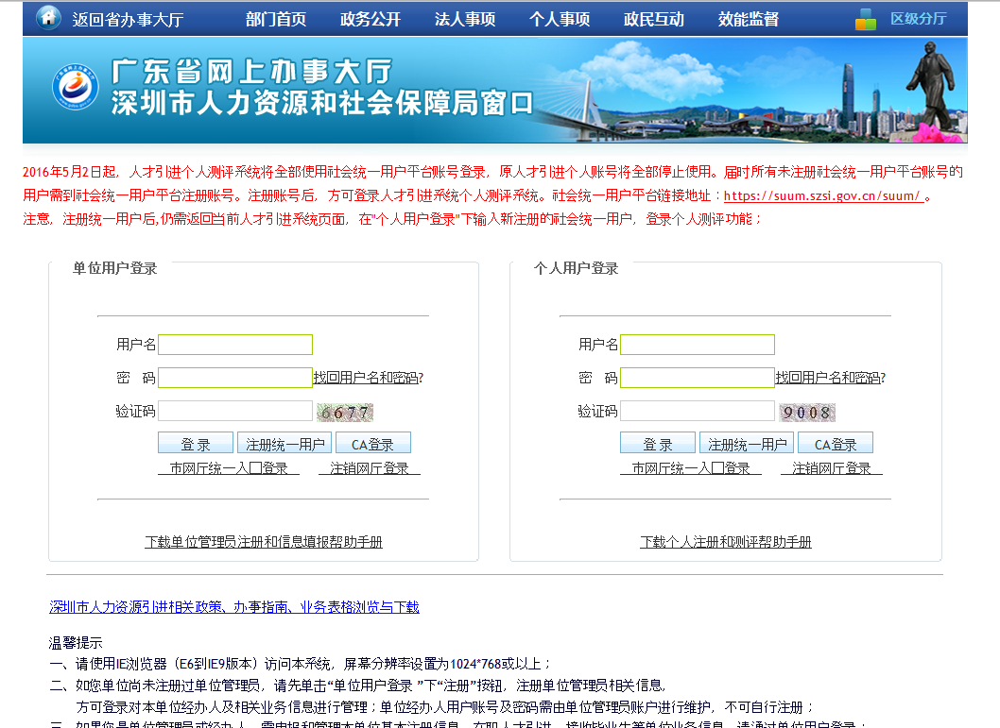 返回省办事大厅 部门首页 政务公开 法人事项 个人事项 政民互动 效能监督 区级分厅
广东省网上办事大厅
深圳市人力资源和社会保障局窗口
2016年5月2日起，人才引进个人测评系统将全部使用社会统一用户平台账号登录，原人才引进个人账号将全部停止使用。届时所有未注册社会统一用户平台账号的
用户需到社会统一用户平台注册账号。注册账号后，方可登录人才引进系统个人测评系统。社会统一用户平台链接地址：https://suum.szsi.gov.cn/suum/ 。
注意，注册统一用户后,仍需返回当前人才引进系统页面，在"个人用户登录"下输入新注册的社会统一用户，登录个人测评功能；
单位用户登录
用户名
密 码 找回用户名和密码?
验证码 6677
登 录 注册统一用户 CA登录
市网厅统一入口登录 注销网厅登录
下载单位管理员注册和信息填报帮助手册
个人用户登录
用户名
密 码 找回用户名和密码?
验证码 9008
登 录 注册统一用户 CA登录
市网厅统一入口登录 注销网厅登录
下载个人注册和测评帮助手册
深圳市人力资源引进相关政策、办事指南、业务表格浏览与下载
温馨提示
一、请使用IE浏览器（E6到IE9版本）访问本系统，屏幕分辨率设置为1024*768或以上；
二、如您单位尚未注册过单位管理员，请先单击“单位用户登录 ”下“注册”按钮，注册单位管理员相关信息,
方可登录对本单位经办人及相关业务信息进行管理；单位经办人用户账号及密码需由单位管理员账户进行维护，不可自行注册；
三、如果您是单位管理员或经办人，需申报和管理本单位基本注册信息、在职人才引进、接收毕业生等单位业务信息，请通过单位用户登录；